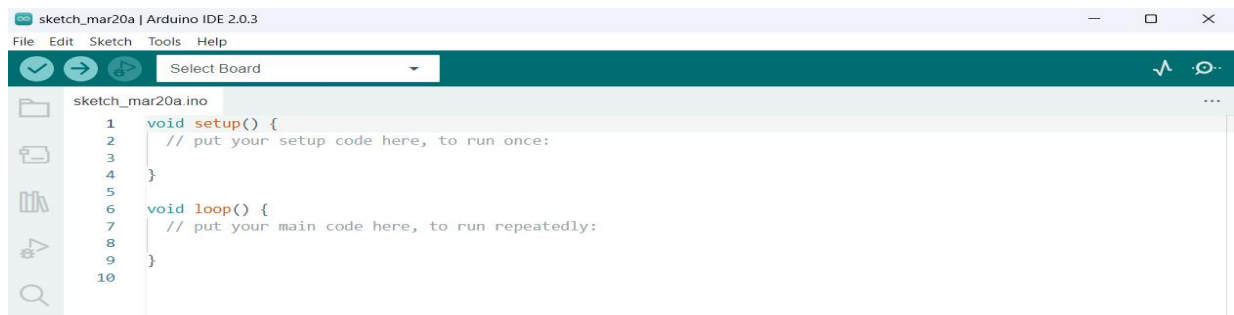 sketch_mar20a | Arduino IDE 2.0.3
File Edit Sketch Tools Help
Select Board
sketch_mar20a.ino
1 void setup() {
2 // put your setup code here, to run once:
3
4 }
5
6 void loop() {
7 // put your main code here, to run repeatedly:
8
9 }
10